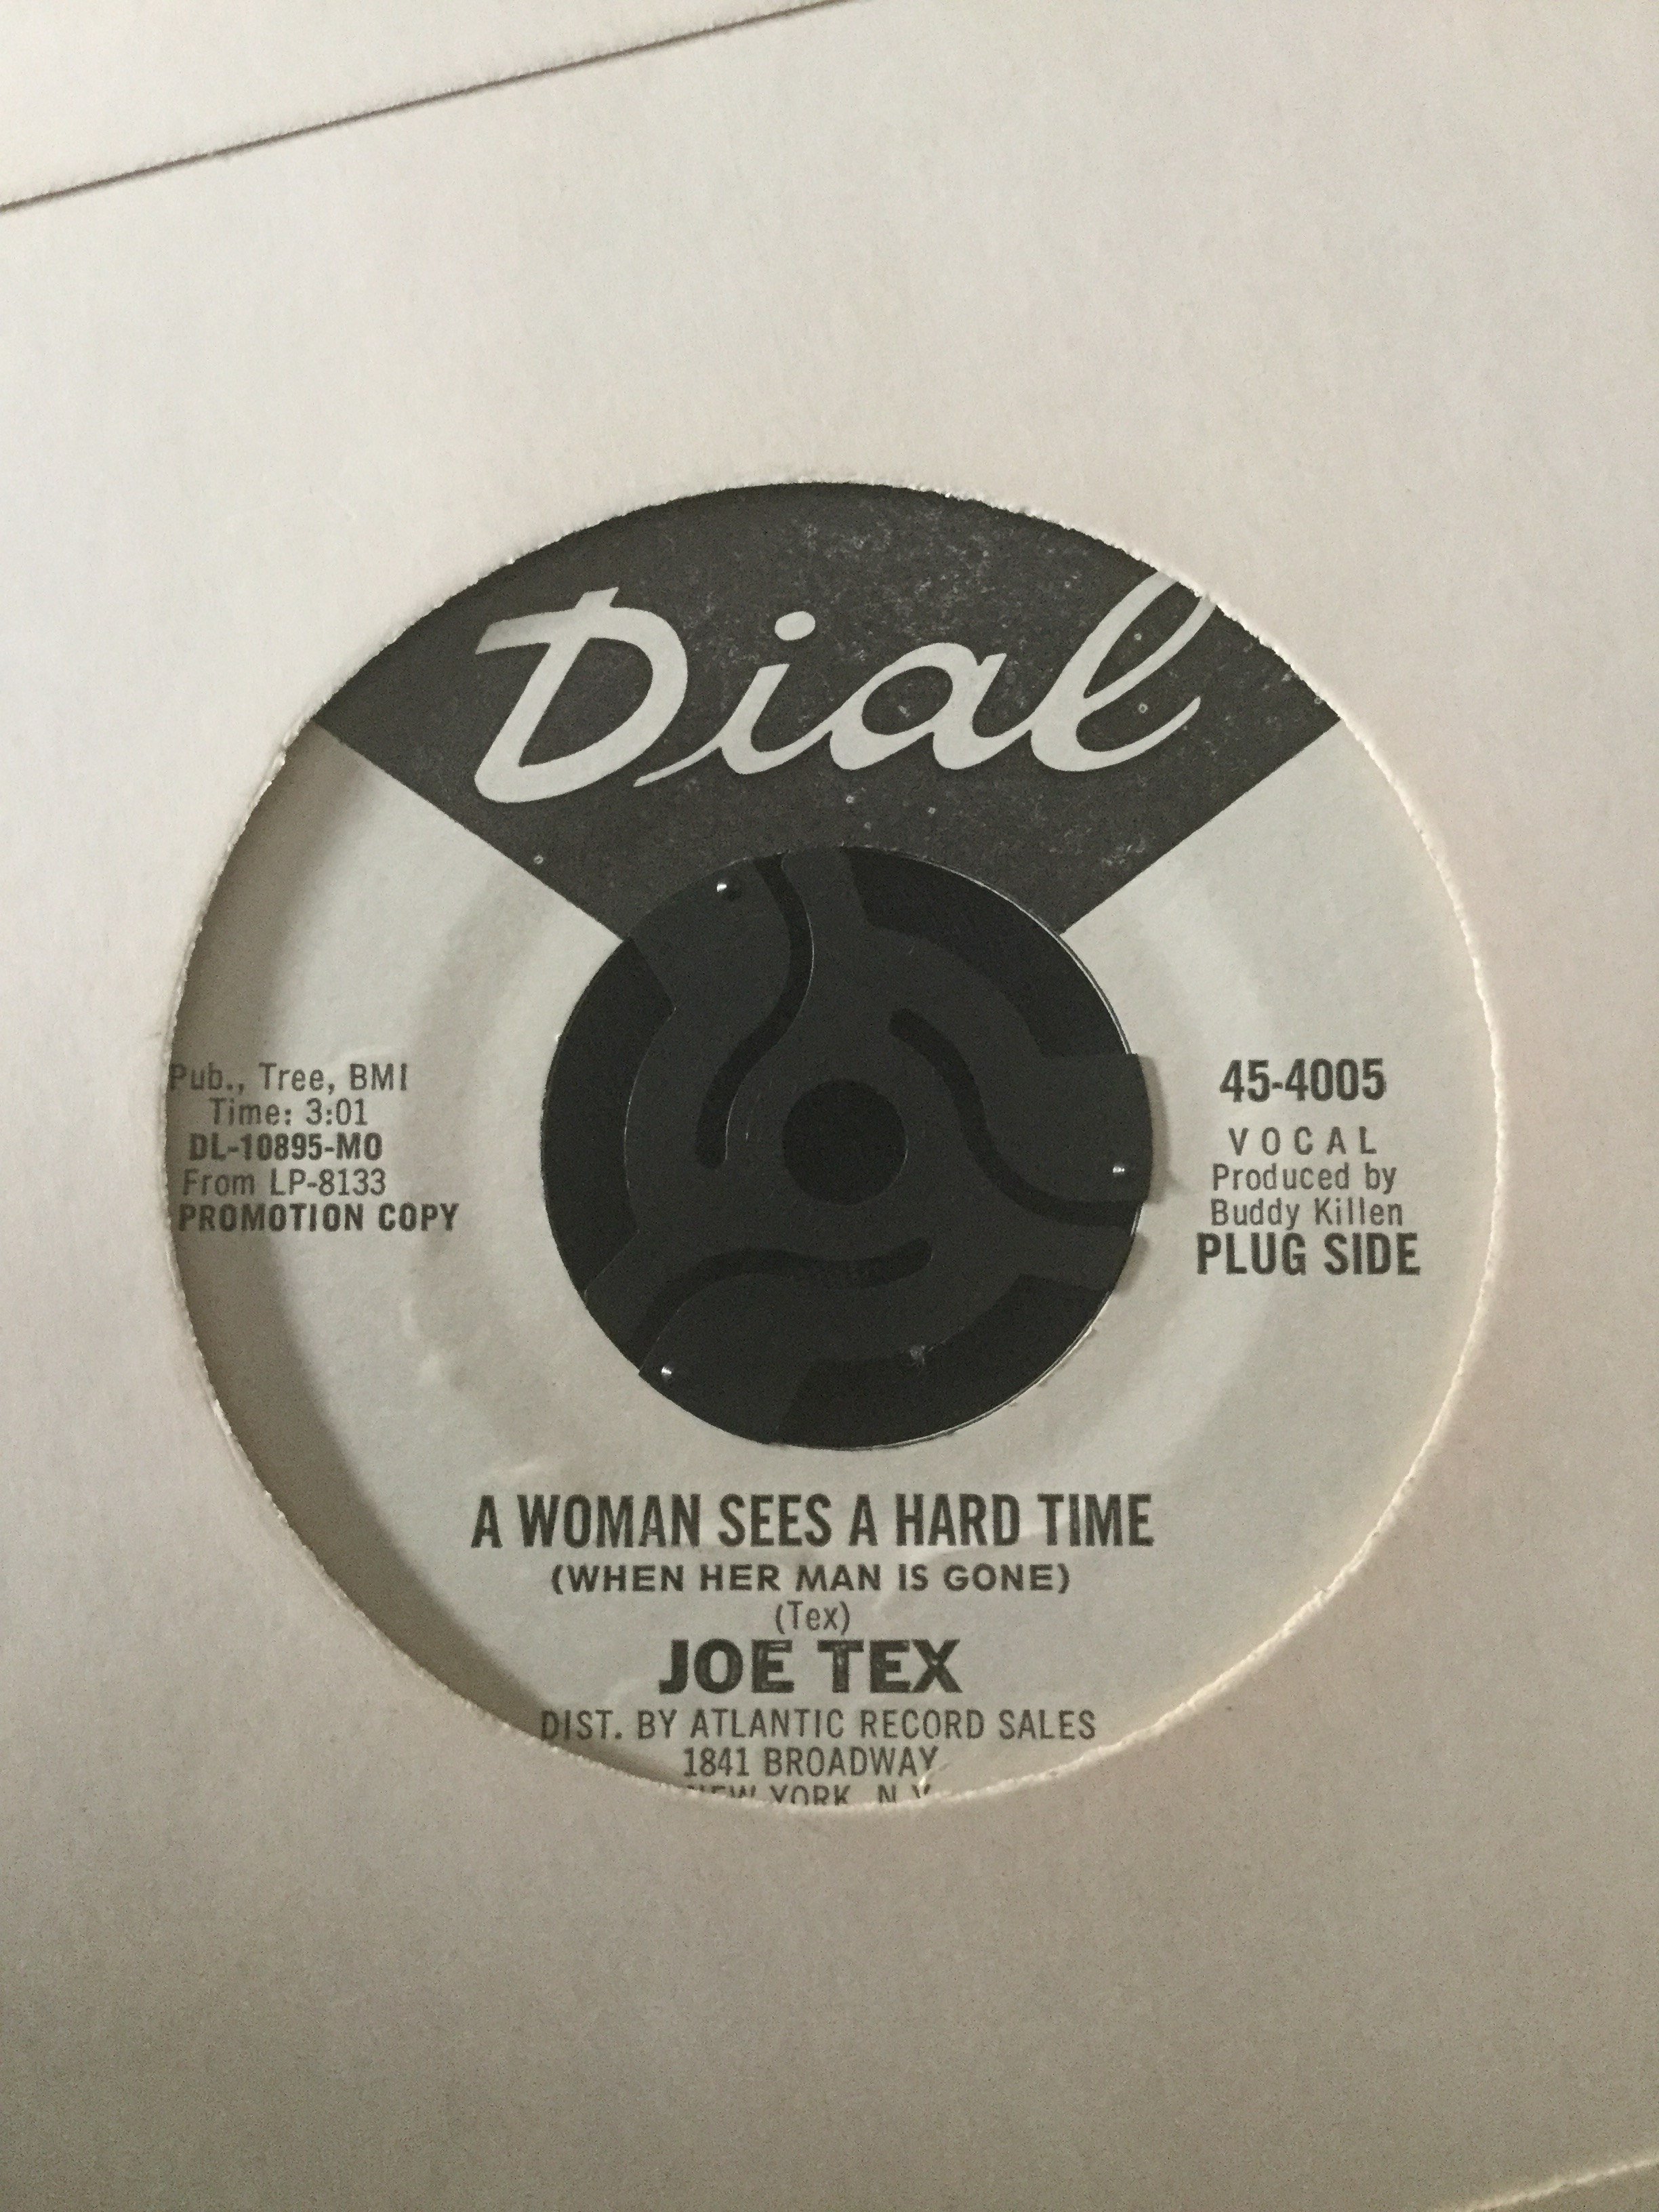 Dial
Pub., Tree, BMI
Time: 3:01
DL-10895-MO
From LP-8133
PROMOTION COPY
45-4005
VOCAL
Produced by
Buddy Killen
PLUG SIDE
A WOMAN SEES A HARD TIME
(WHEN HER MAN IS GONE)
(Tex)
JOE TEX
DIST. BY ATLANTIC RECORD SALES
1841 BROADWAY
NEW YORK, N.Y.